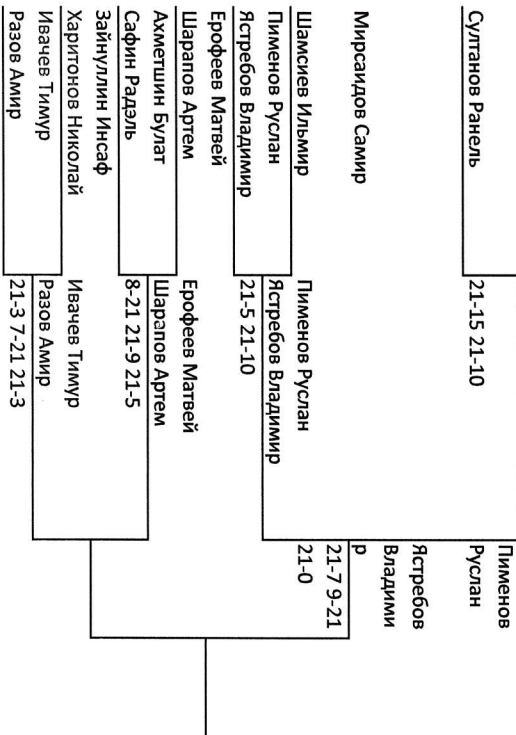 Султанов Ранель
21-15 21-10
Мирсаидов Самир
Шамсиев Ильмир
Пименов Руслан
Ястребов Владимир
Пименов Руслан
Ястребов Владимир
21-5 21-10
Пименов
Руслан
Ястребов
Владими
р
21-7 9-21
21-0
Ерофеев Матвей
Шарапов Артем
Ахметшин Булат
Сафин Радэль
Ерофеев Матвей
Шарапов Артем
8-21 21-9 21-5
Зайнуллин Инсаф
Харитонов Николай
Ивачев Тимур
Разов Амир
Ивачев Тимур
Разов Амир
21-3 7-21 21-3